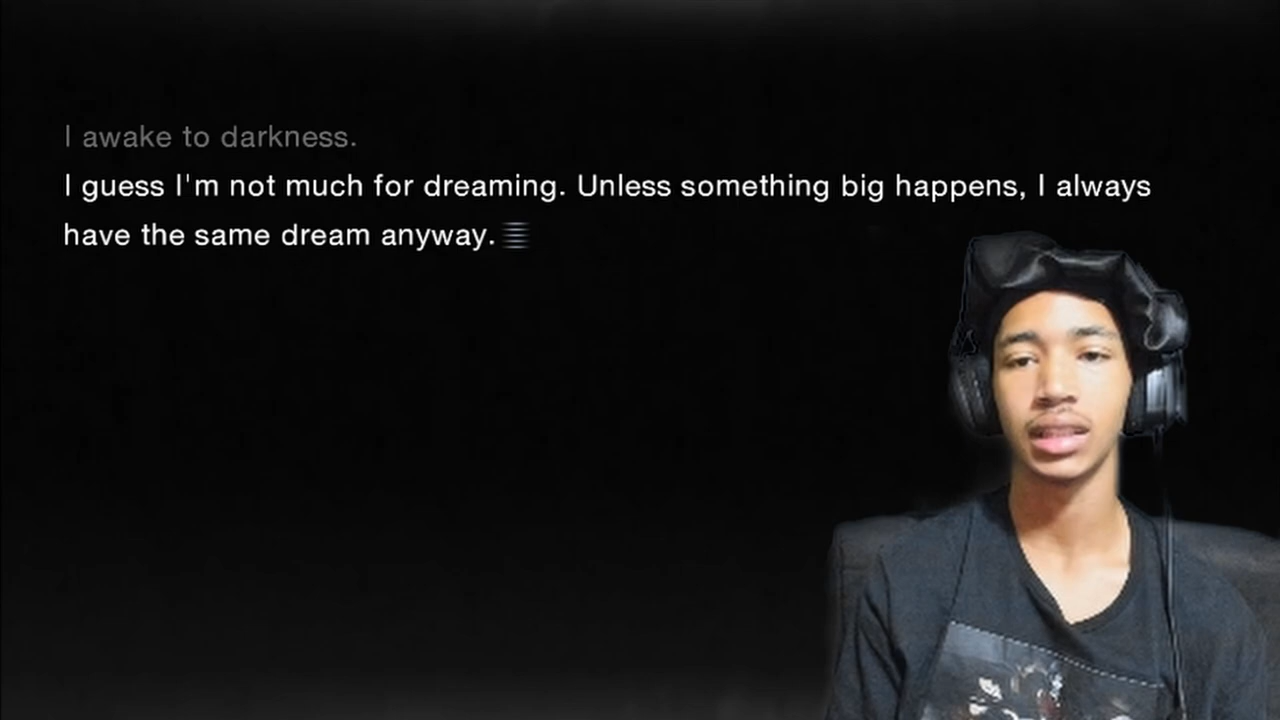 I awake to darkness.
I guess I'm not much for dreaming. Unless something big happens, I always
have the same dream anyway.